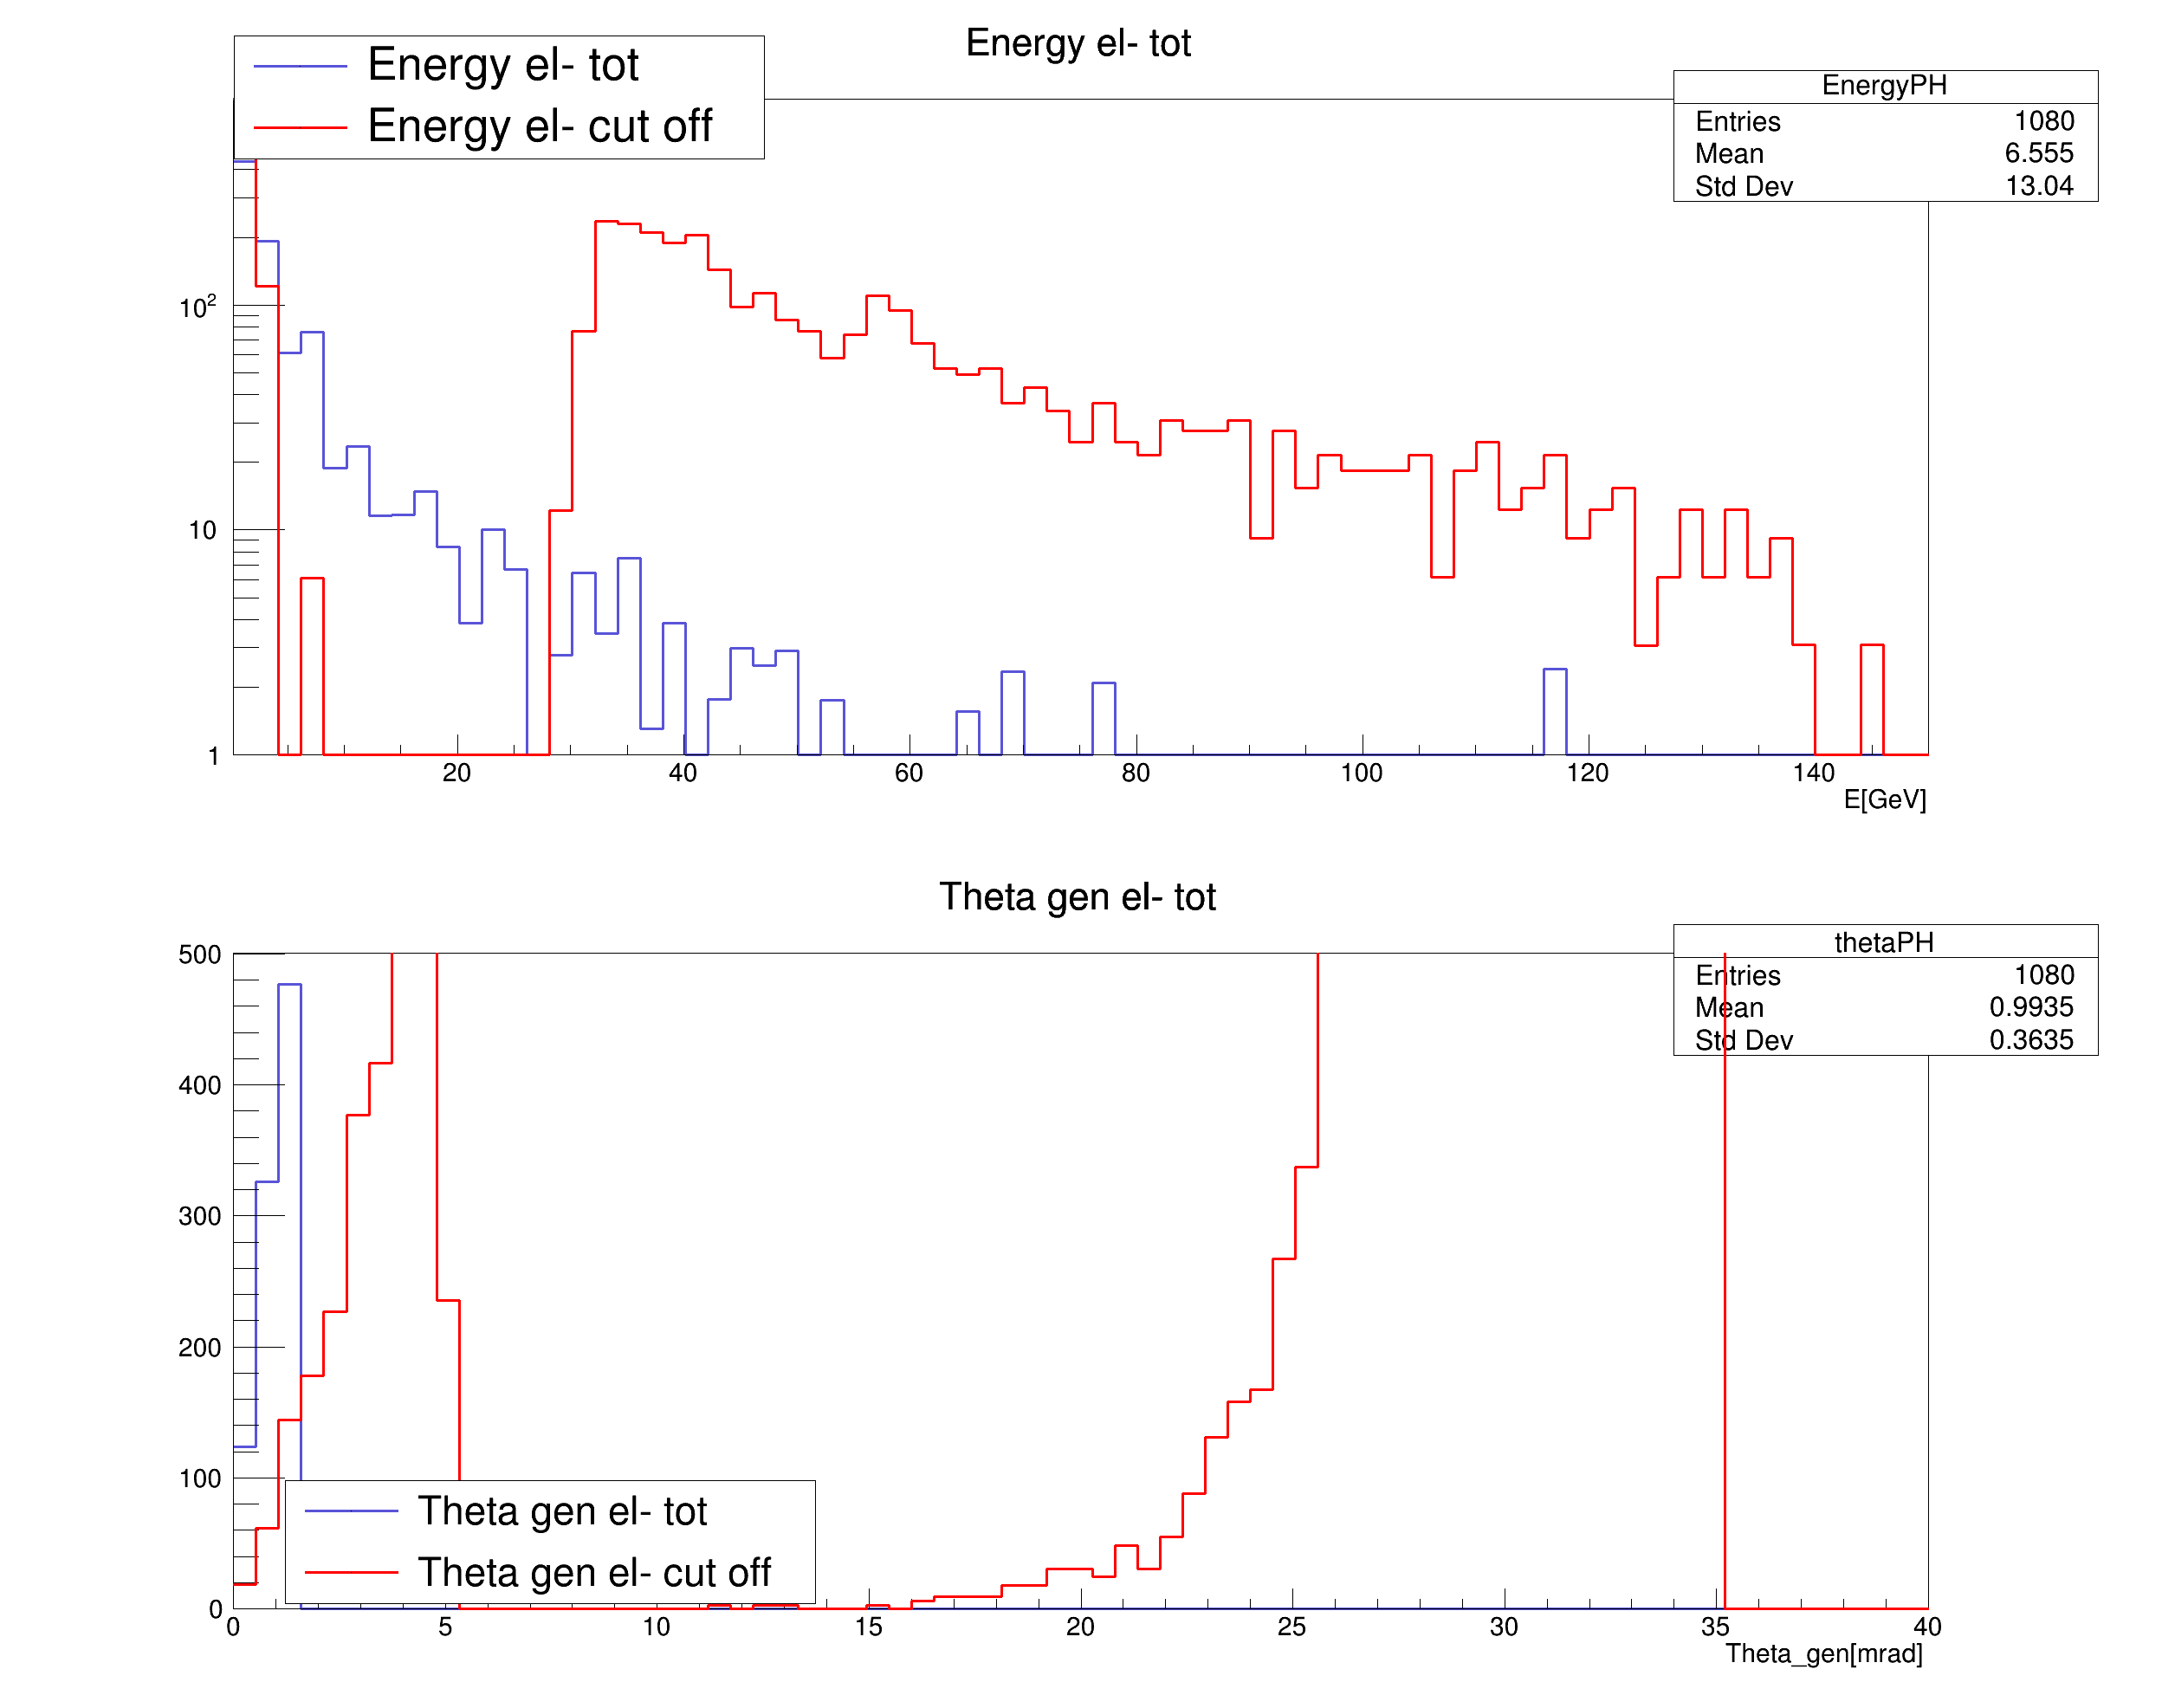 Energy el- tot
Energy el- tot
Energy el- cut off
EnergyPH
Entries 1080
Mean 6.555
Std Dev 13.04
10²
10
1
20 40 60 80 100 120 140
E[GeV]
Theta gen el- tot
thetaPH
Entries 1080
Mean 0.9935
Std Dev 0.3635
500
400
300
200
100
0
Theta gen el- tot
Theta gen el- cut off
0 5 10 15 20 25 30 35 40
Theta_gen[mrad]